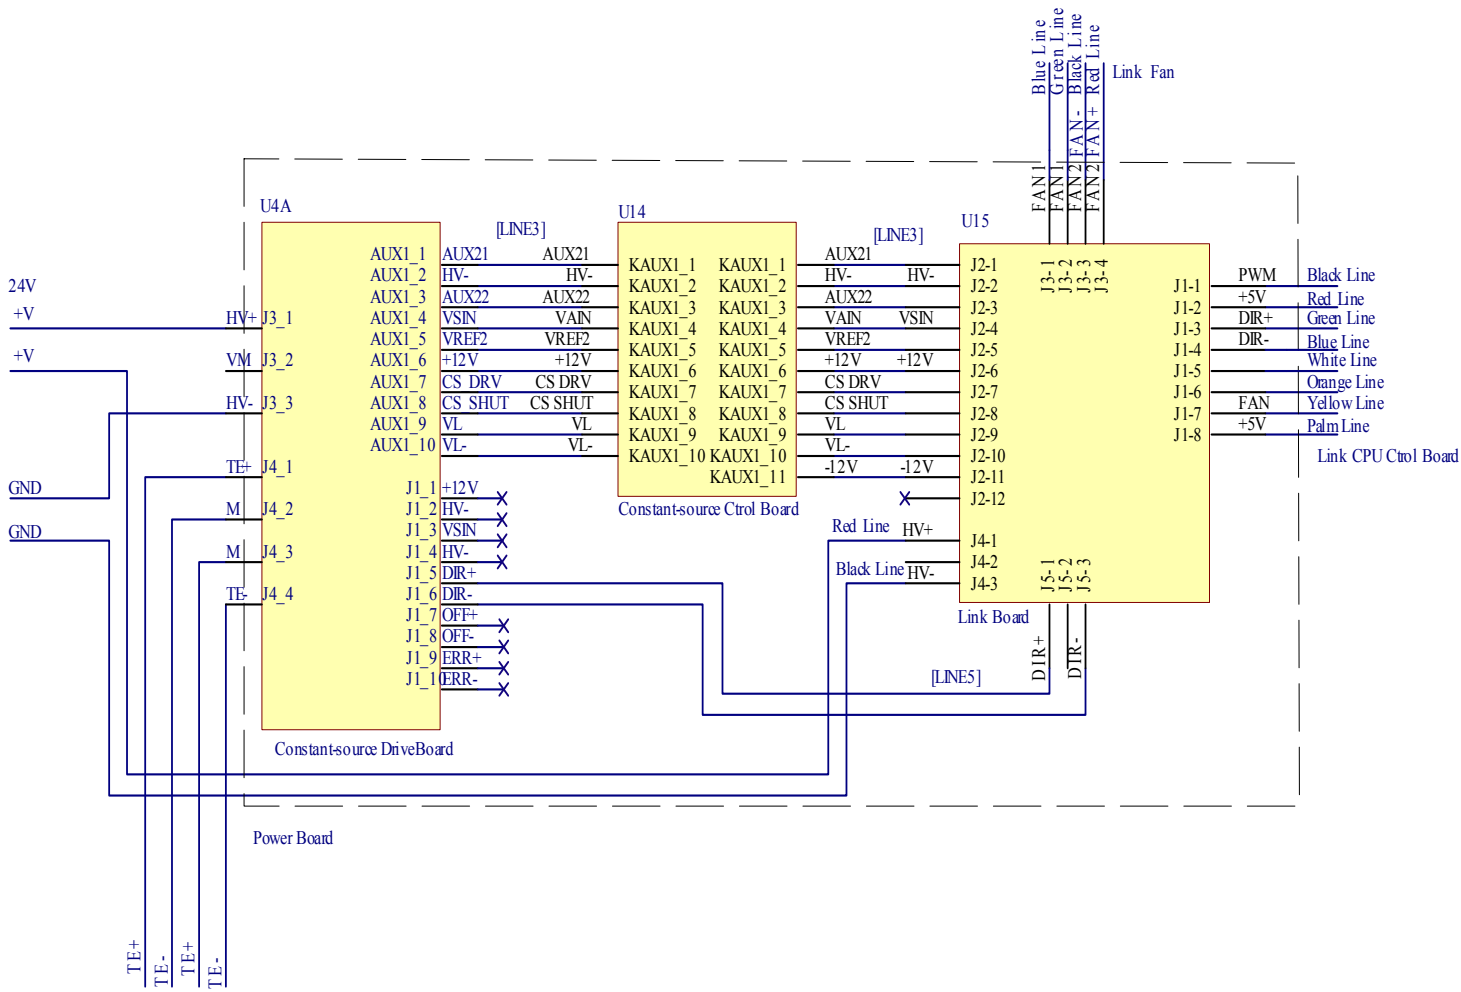 Blue Line
Green Line
Black Line
Red Line
Link Fan
FAN1
FAN1
FAN2 FAN-
FAN2 FAN+
U4A
U14
U15
[LINE3]
[LINE3]
24V
+V
+V
GND
GND
HV+ J3_1
VM J3_2
HV- J3_3
TE+ J4_1
M J4_2
M J4_3
TE- J4_4
AUX1_1 AUX21 AUX21
AUX1_2 HV- HV-
AUX1_3 AUX22 AUX22
AUX1_4 VSIN VAIN
AUX1_5 VREF2 VREF2
AUX1_6 +12V +12V
AUX1_7 CS DRV CS DRV
AUX1_8 CS SHUT CS SHUT
AUX1_9 VL VL
AUX1_10 VL- VL-
J1_1 +12V
J1_2 HV-
J1_3 VSIN
J1_4 HV-
J1_5 DIR+
J1_6 DIR-
J1_7 OFF+
J1_8 OFF-
J1_9 ERR+
J1_10 ERR-
Constant-source DriveBoard
KAUX1_1 KAUX1_1 AUX21
KAUX1_2 KAUX1_2 HV- HV-
KAUX1_3 KAUX1_3 AUX22
KAUX1_4 KAUX1_4 VAIN VSIN
KAUX1_5 KAUX1_5 VREF2
KAUX1_6 KAUX1_6 +12V +12V
KAUX1_7 KAUX1_7 CS DRV
KAUX1_8 KAUX1_8 CS SHUT
KAUX1_9 KAUX1_9 VL
KAUX1_10 KAUX1_10 VL-
KAUX1_11 -12V -12V
Constant-source Ctrol Board
J3-1
J3-2
J3-3
J3-4
J2-1
J2-2
J2-3
J2-4
J2-5
J2-6
J2-7
J2-8
J2-9
J2-10
J2-11
J2-12
Red Line HV+ J4-1
J4-2
Black Line HV- J4-3
J5-1
J5-2
J5-3
Link Board
DIR+
DIR-
[LINE5]
J1-1 PWM Black Line
J1-2 +5V Red Line
J1-3 DIR+ Green Line
J1-4 DIR- Blue Line
J1-5 White Line
J1-6 Orange Line
J1-7 FAN Yellow Line
J1-8 +5V Palm Line
Link CPU Ctrol Board
Power Board
TE+
TE-
TE+
TE-